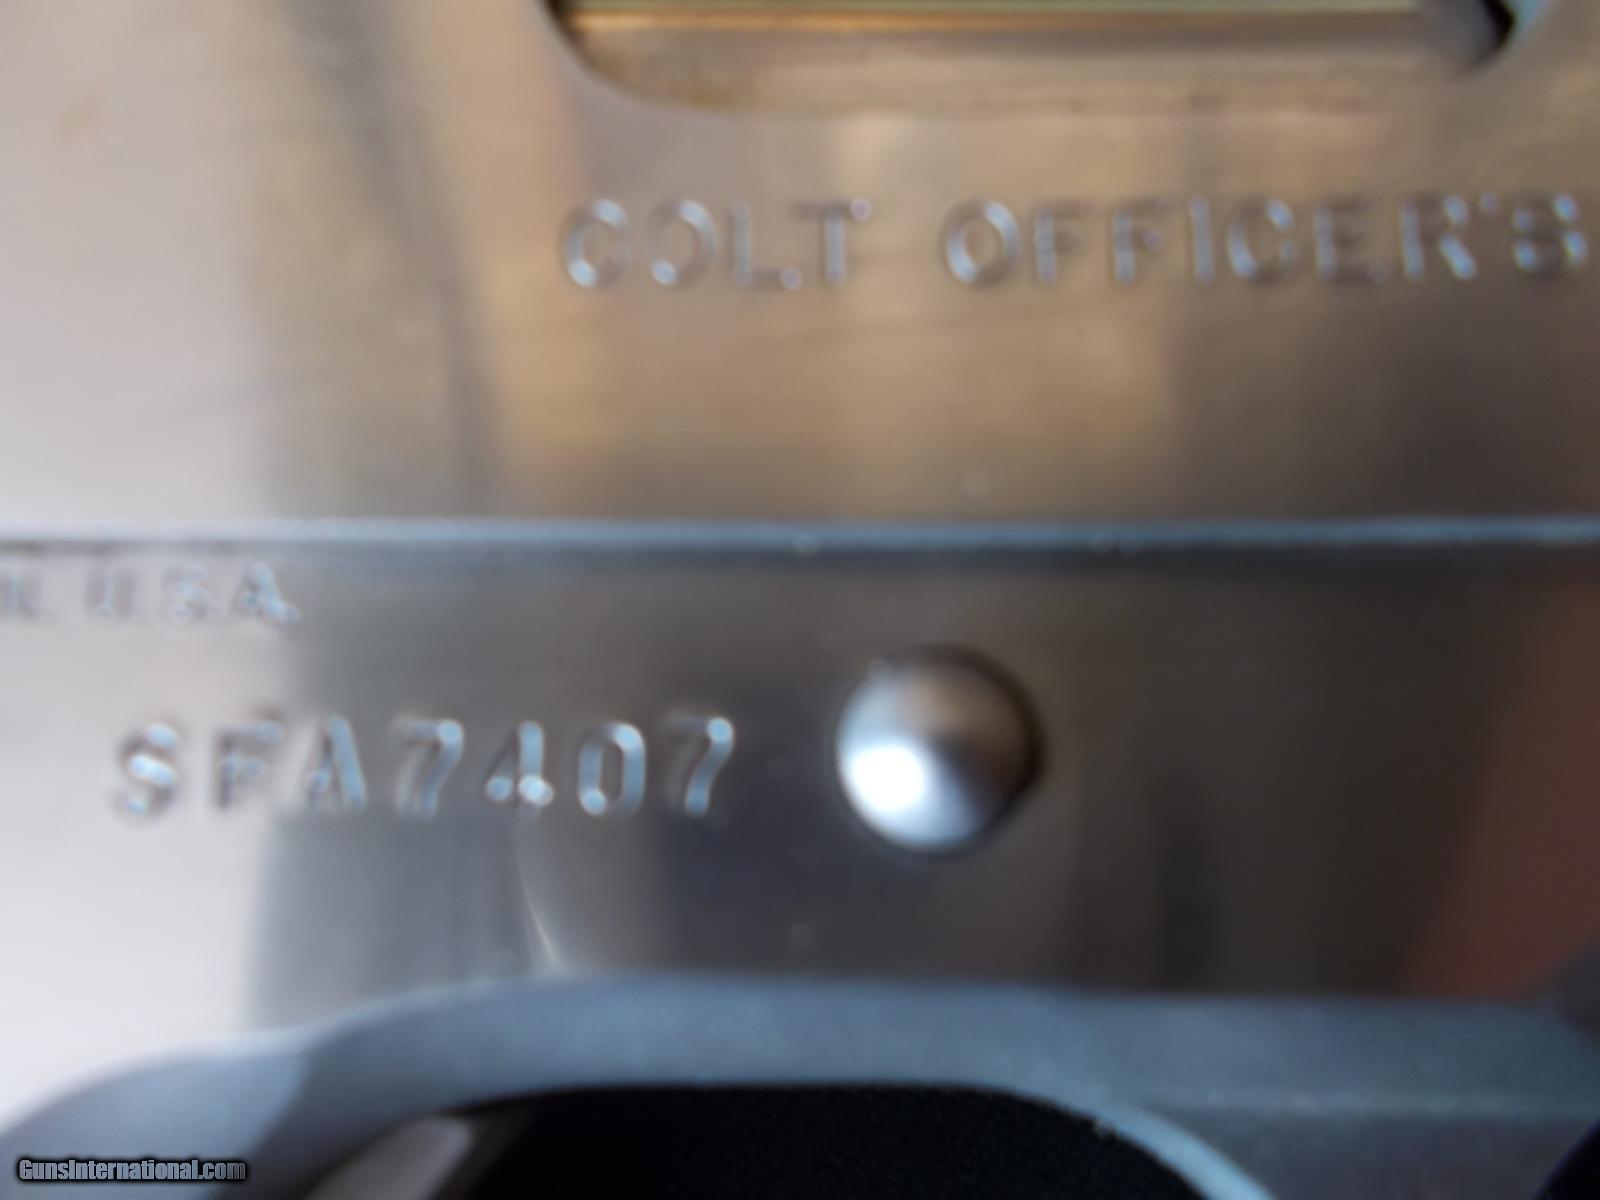 COLT OFFICER'S
U.S.A.
SFA7407
GunsInternational.com